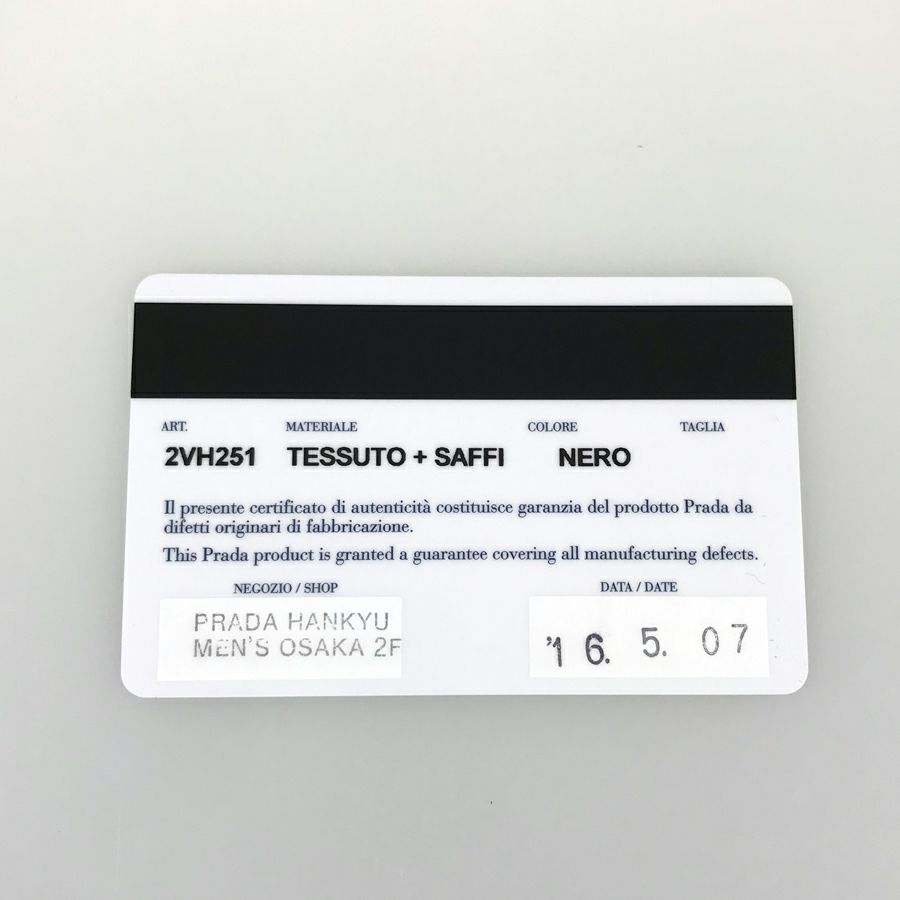 ART. MATERIALE COLORE TAGLIA
2VH251 TESSUTO + SAFFI NERO
Il presente certificato di autenticità costituisce garanzia del prodotto Prada da
difetti originari di fabbricazione.
This Prada product is granted a guarantee covering all manufacturing defects.
NEGOZIO / SHOP DATA / DATE
PRADA HANKYU
MEN'S OSAKA 2F
'16. 5. 07